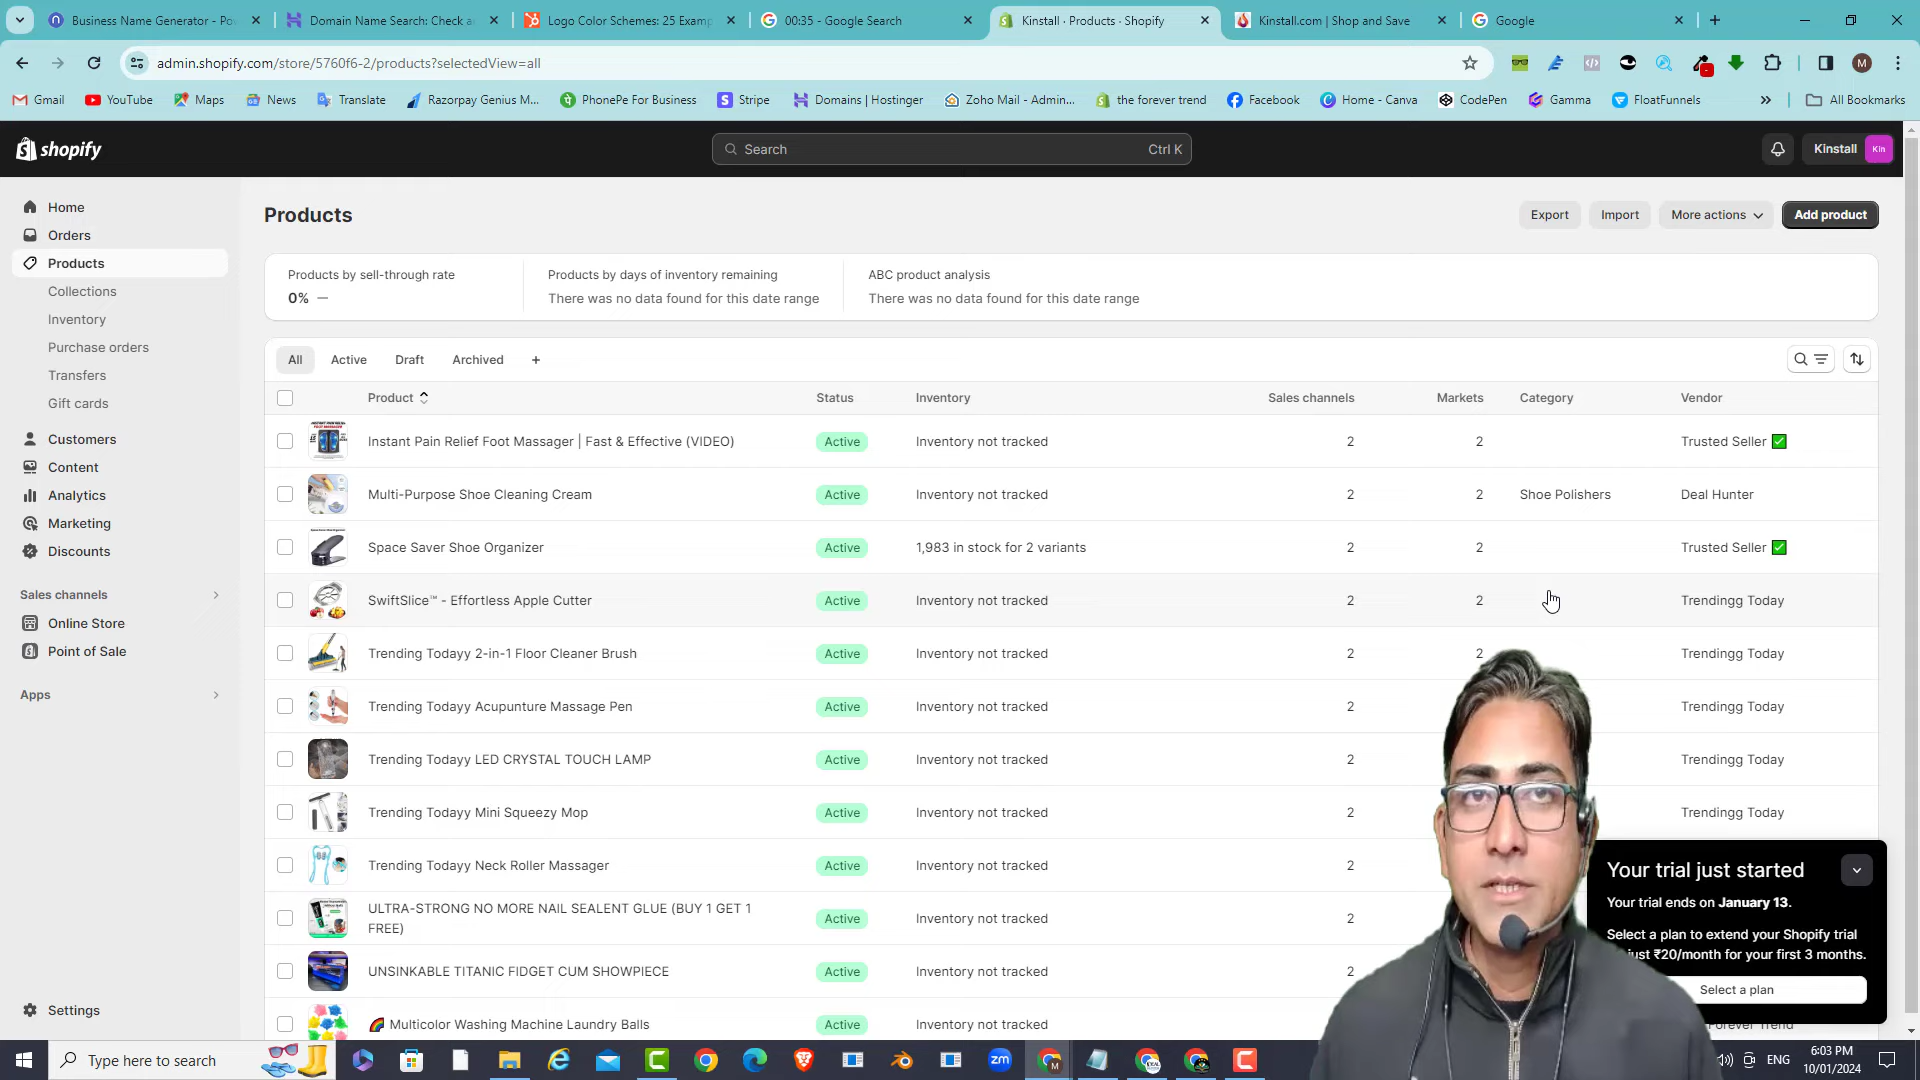 Business Name Generator - Po
Domain Name Search: Check a
Logo Color Schemes: 25 Examp
00:35 - Google Search
Kinstall · Products · Shopify
Kinstall.com | Shop and Save
Google
admin.shopify.com/store/5760f6-2/products?selectedView=all
Gmail
YouTube
Maps
News
Translate
Razorpay Genius M...
PhonePe For Business
Stripe
Domains | Hostinger
Zoho Mail - Admin...
the forever trend
Facebook
Home - Canva
CodePen
Gamma
FloatFunnels
All Bookmarks
shopify
Search
Ctrl K
Kinstall
Kin
Home
Orders
Products
Collections
Inventory
Purchase orders
Transfers
Gift cards
Customers
Content
Analytics
Marketing
Discounts
Sales channels
Online Store
Point of Sale
Apps
Settings
Products
Export
Import
More actions
Add product
Products by sell-through rate
0% —
Products by days of inventory remaining
There was no data found for this date range
ABC product analysis
There was no data found for this date range
All
Active
Draft
Archived
+
Product Status Inventory Sales channels Markets Category Vendor
Instant Pain Relief Foot Massager | Fast & Effective (VIDEO) Active Inventory not tracked 2 2 Trusted Seller ✅
Multi-Purpose Shoe Cleaning Cream Active Inventory not tracked 2 2 Shoe Polishers Deal Hunter
Space Saver Shoe Organizer Active 1,983 in stock for 2 variants 2 2 Trusted Seller ✅
SwiftSlice™ - Effortless Apple Cutter Active Inventory not tracked 2 2 Trendingg Today
Trending Todayy 2-in-1 Floor Cleaner Brush Active Inventory not tracked 2 2 Trendingg Today
Trending Todayy Acupunture Massage Pen Active Inventory not tracked 2 Trendingg Today
Trending Todayy LED CRYSTAL TOUCH LAMP Active Inventory not tracked 2 Trendingg Today
Trending Todayy Mini Squeezy Mop Active Inventory not tracked 2 Trendingg Today
Trending Todayy Neck Roller Massager Active Inventory not tracked 2
ULTRA-STRONG NO MORE NAIL SEALENT GLUE (BUY 1 GET 1
FREE) Active Inventory not tracked 2
UNSINKABLE TITANIC FIDGET CUM SHOWPIECE Active Inventory not tracked 2
🌈 Multicolor Washing Machine Laundry Balls Active Inventory not tracked Forever Trend
Your trial just started
Your trial ends on January 13.
Select a plan to extend your Shopify trial
just ₹20/month for your first 3 months.
Select a plan
Type here to search
ENG
6:03 PM
10/01/2024